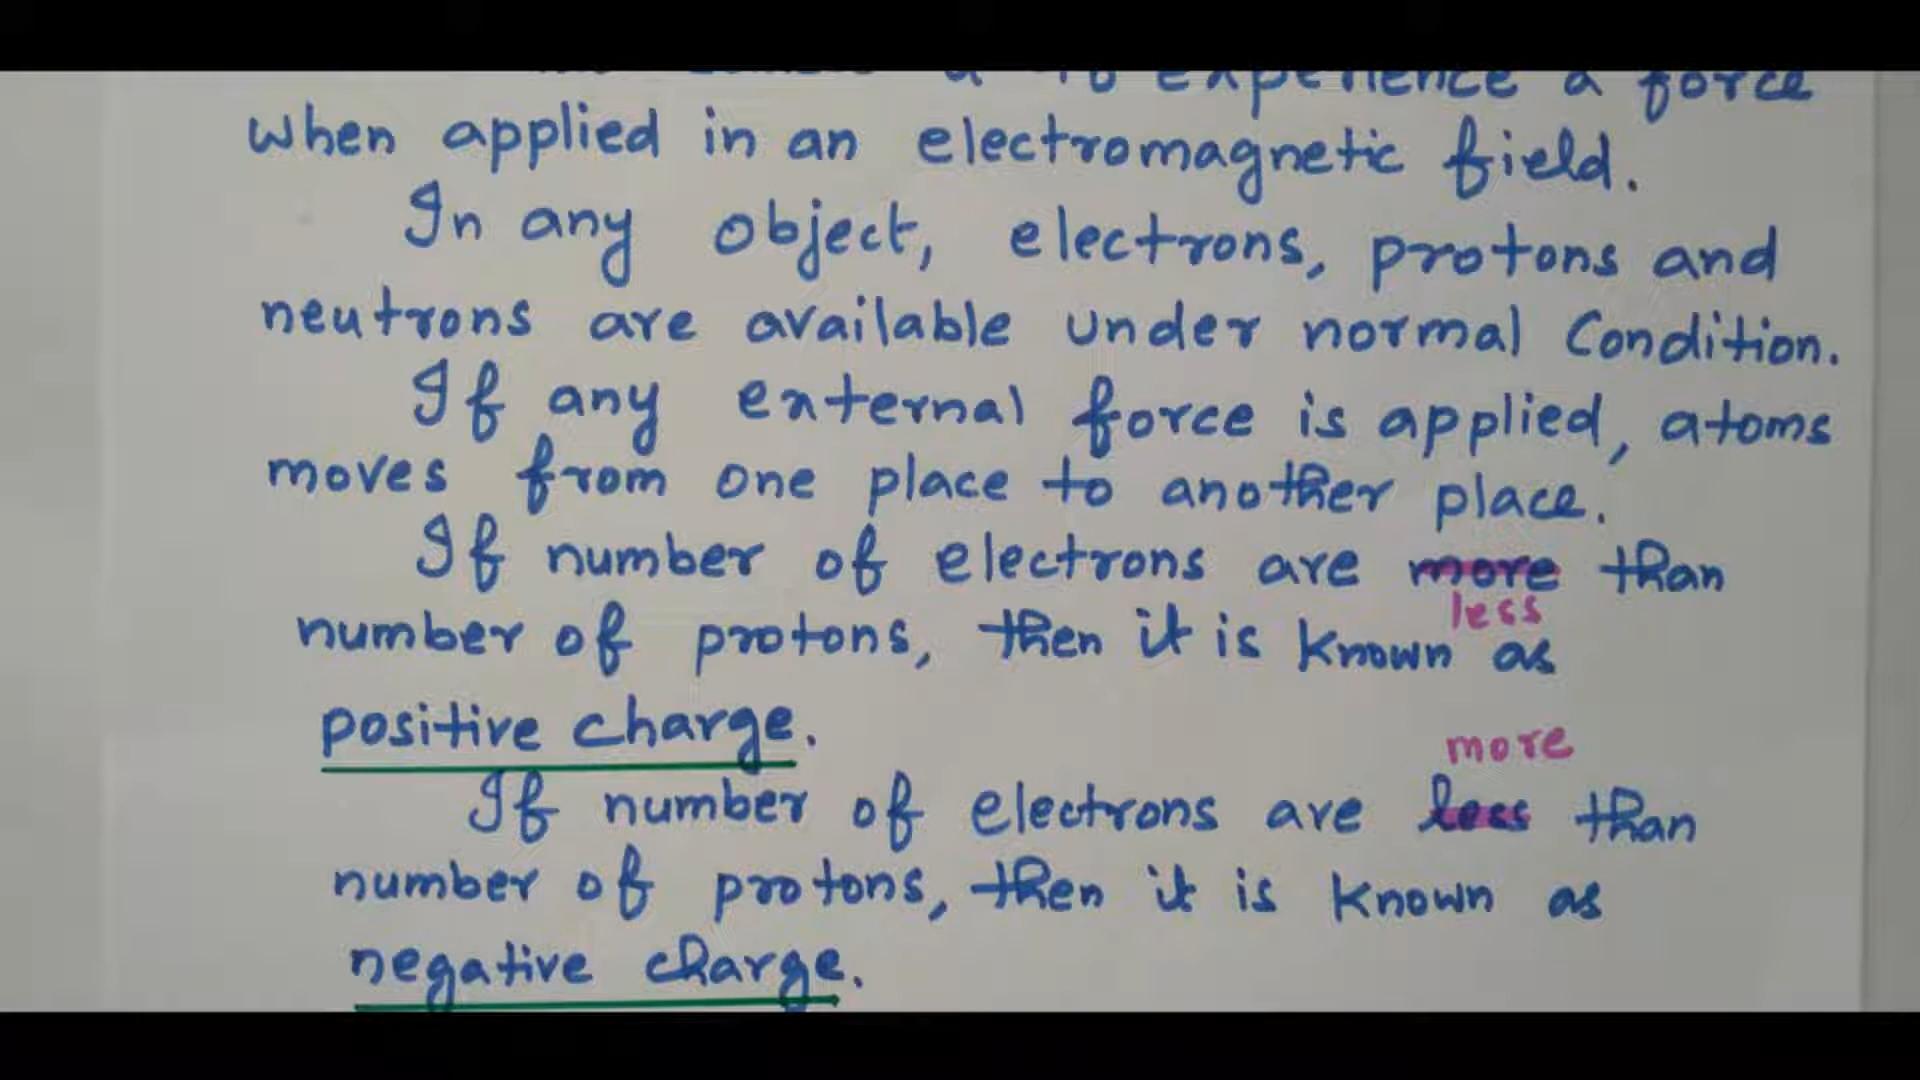 to experience a force
when applied in an electromagnetic field.
In any object, electrons, protons and
neutrons are available under normal Condition.
If any external force is applied, atoms
moves from one place to another place.
If number of electrons are more than
less
number of protons, then it is known as
positive charge.
more
If number of electrons are less than
number of protons, then it is known as
negative charge.